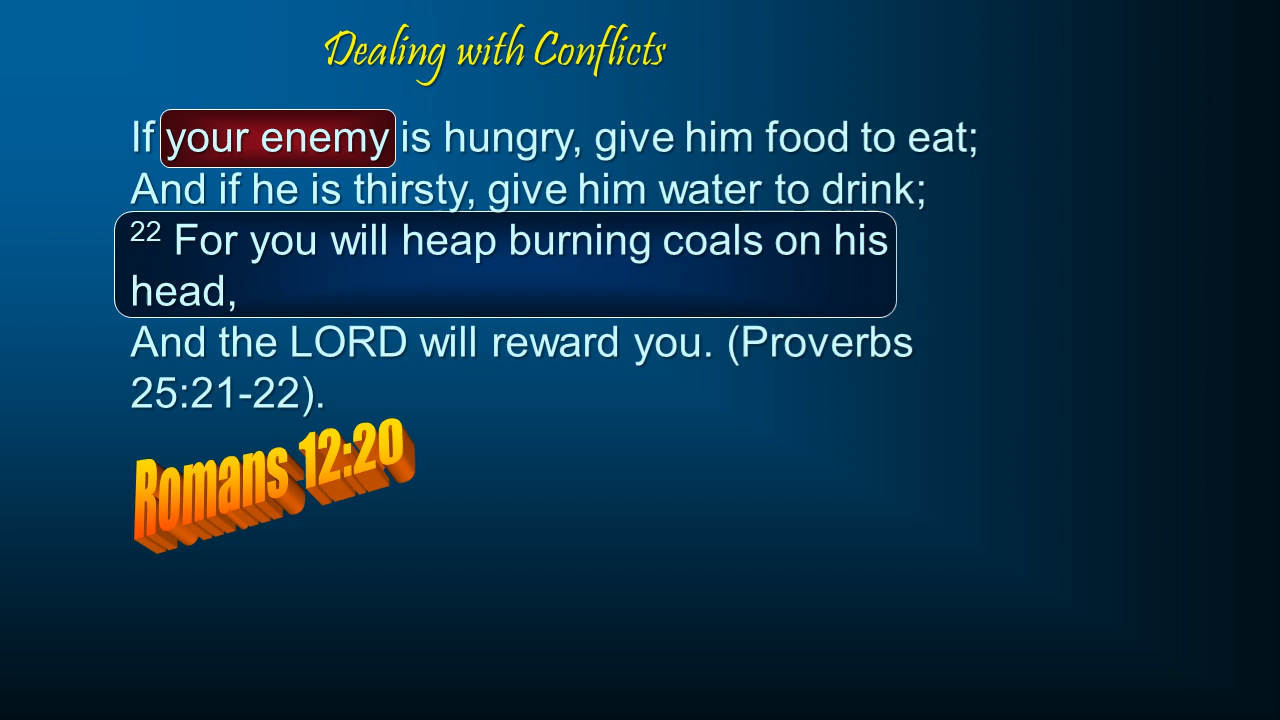 Dealing with Conflicts
If your enemy is hungry, give him food to eat;
And if he is thirsty, give him water to drink;
22 For you will heap burning coals on his
head,
And the LORD will reward you. (Proverbs
25:21-22).
Romans 12:20